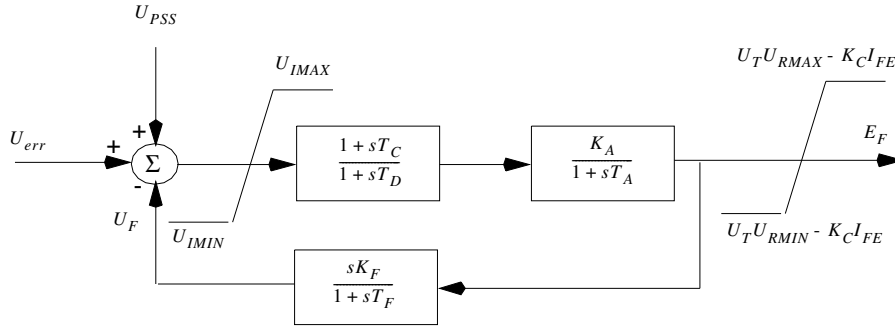 U_PSS
U_IMAX
U_T U_RMAX - K_C I_FE
U_err
+
+
Σ
-
1 + sT_C
1 + sT_D
K_A
1 + sT_A
E_F
U_F
U_IMIN
U_T U_RMIN - K_C I_FE
sK_F
1 + sT_F